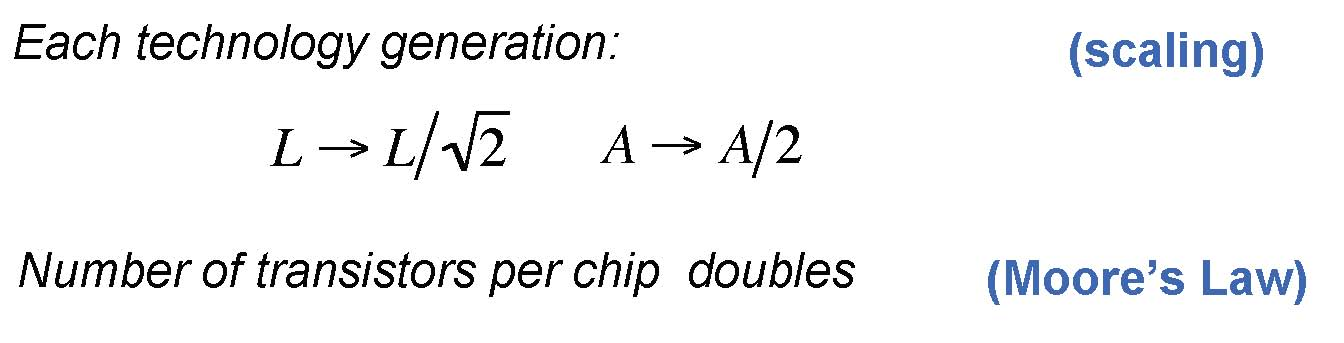 Each technology generation: (scaling)
L → L/√2 A → A/2
Number of transistors per chip doubles (Moore’s Law)